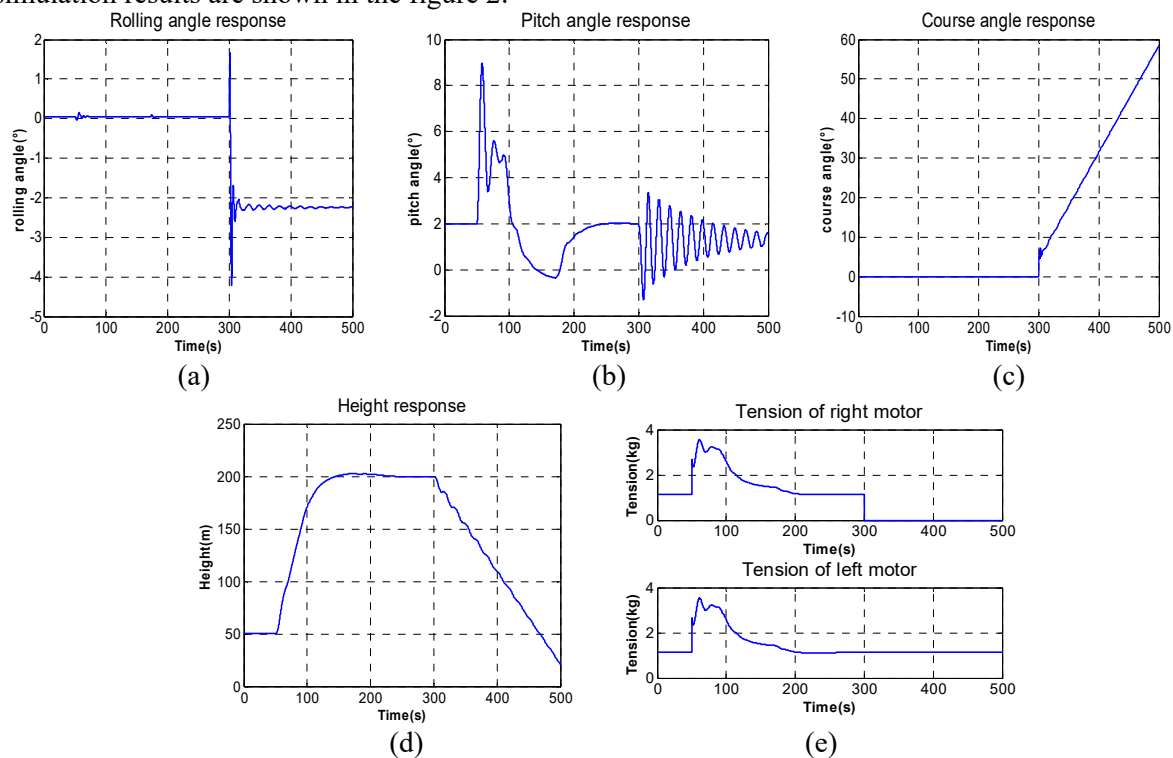 simulation results are shown in the figure 2.
Rolling angle response
2
1
0
-1
-2
-3
-4
-5
rolling angle(°)
0 100 200 300 400 500
Time(s)
(a)
Pitch angle response
10
8
6
4
2
0
-2
pitch angle(°)
0 100 200 300 400 500
Time(s)
(b)
Course angle response
60
50
40
30
20
10
0
-10
course angle(°)
0 100 200 300 400 500
Time(s)
(c)
Height response
250
200
150
100
50
0
Height(m)
0 100 200 300 400 500
Time(s)
(d)
Tension of right motor
4
2
0
Tension(kg)
0 100 200 300 400 500
Time(s)
Tension of left motor
4
2
0
Tension(kg)
0 100 200 300 400 500
Time(s)
(e)